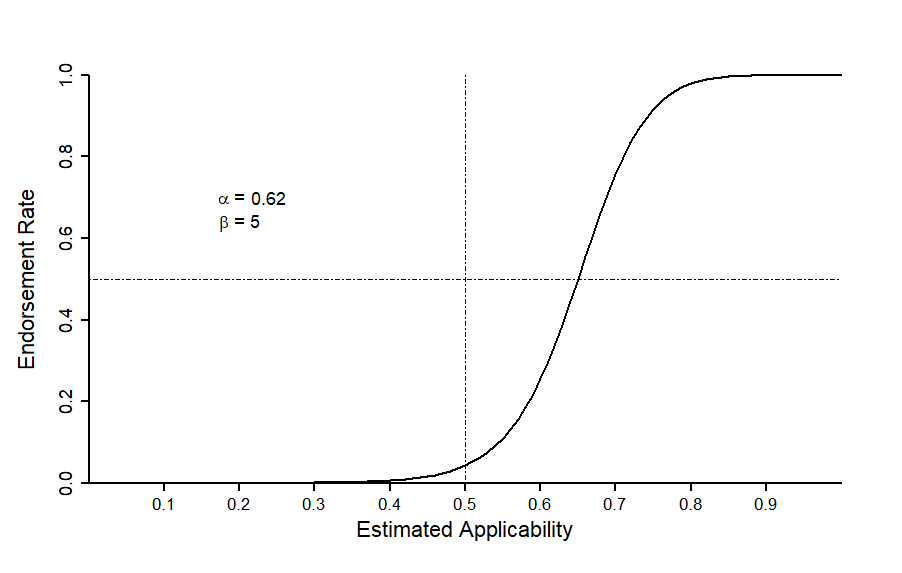 1.0
0.8
0.6
0.4
0.2
0.0
Endorsement Rate
α = 0.62
β = 5
0.1 0.2 0.3 0.4 0.5 0.6 0.7 0.8 0.9
Estimated Applicability